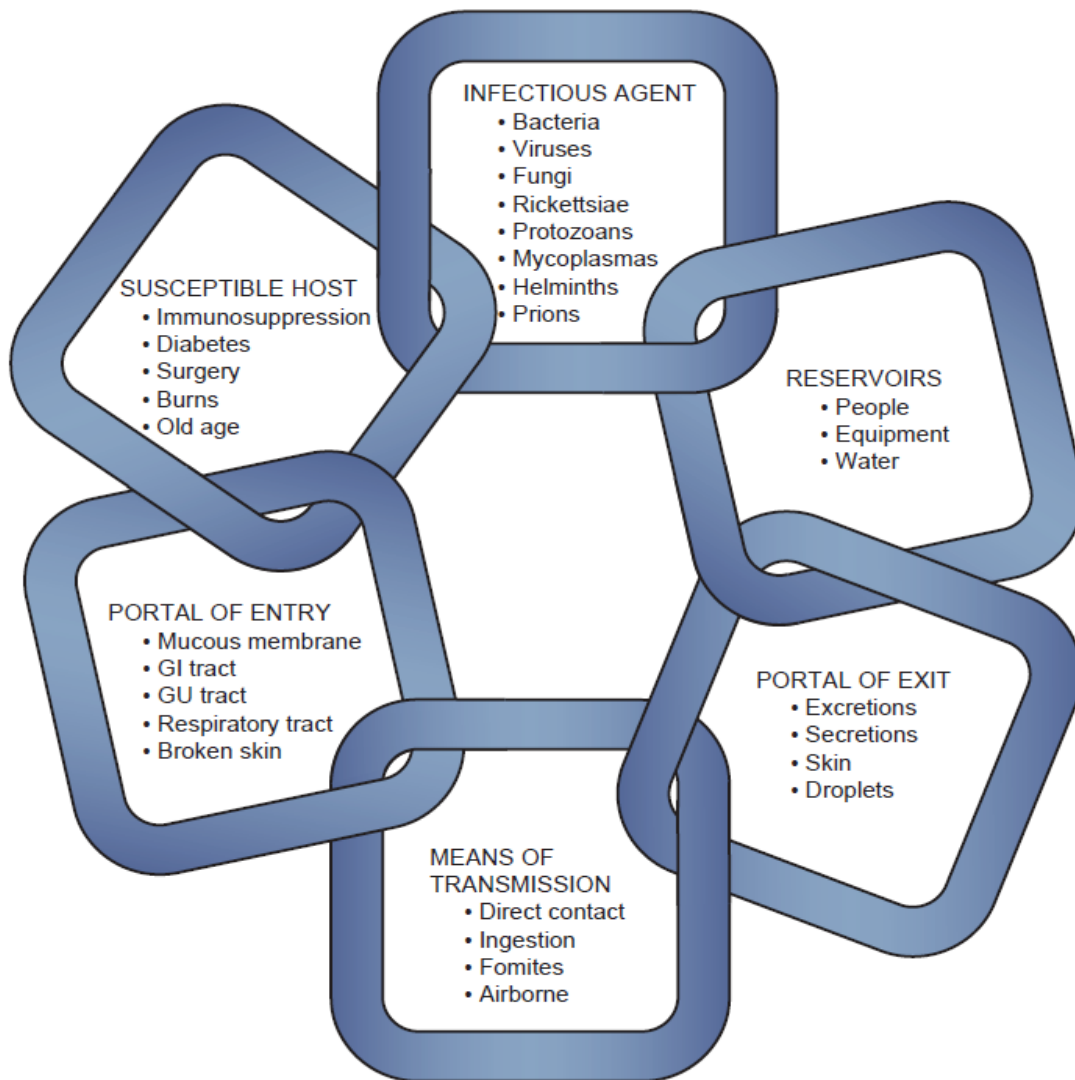 INFECTIOUS AGENT
• Bacteria
• Viruses
• Fungi
• Rickettsiae
• Protozoans
• Mycoplasmas
• Helminths
• Prions
RESERVOIRS
• People
• Equipment
• Water
PORTAL OF EXIT
• Excretions
• Secretions
• Skin
• Droplets
MEANS OF
TRANSMISSION
• Direct contact
• Ingestion
• Fomites
• Airborne
PORTAL OF ENTRY
• Mucous membrane
• GI tract
• GU tract
• Respiratory tract
• Broken skin
SUSCEPTIBLE HOST
• Immunosuppression
• Diabetes
• Surgery
• Burns
• Old age